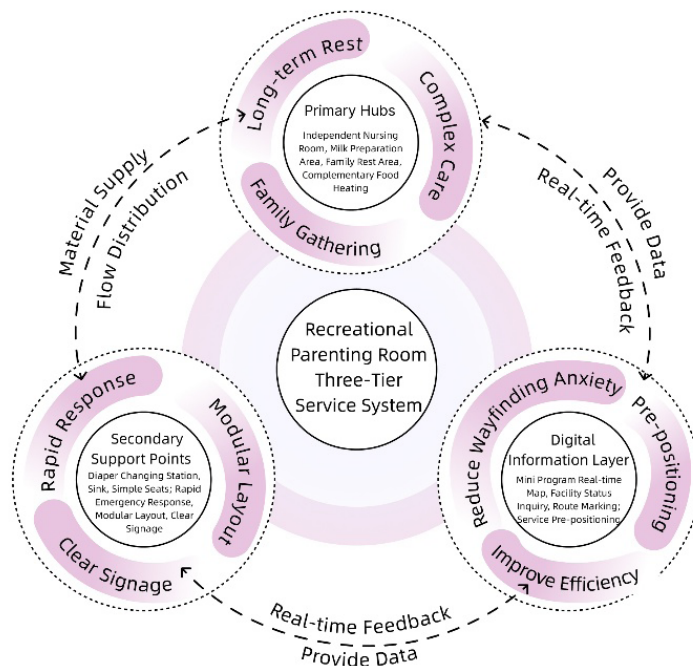 Long-term Rest
Complex Care
Family Gathering
Primary Hubs
Independent Nursing
Room, Milk Preparation
Area, Family Rest Area,
Complementary Food
Heating
Material Supply
Flow Distribution
Provide Data
Real-time Feedback
Recreational
Parenting Room
Three-Tier
Service System
Rapid Response
Modular Layout
Clear Signage
Secondary
Support Points
Diaper Changing Station,
Sink, Simple Seats; Rapid
Emergency Response,
Modular Layout, Clear
Signage
Reduce Wayfinding Anxiety
Pre-positioning
Improve Efficiency
Digital
Information Layer
Mini Program Real-time
Map, Facility Status
Inquiry, Route Marking;
Service Pre-positioning
Real-time Feedback
Provide Data